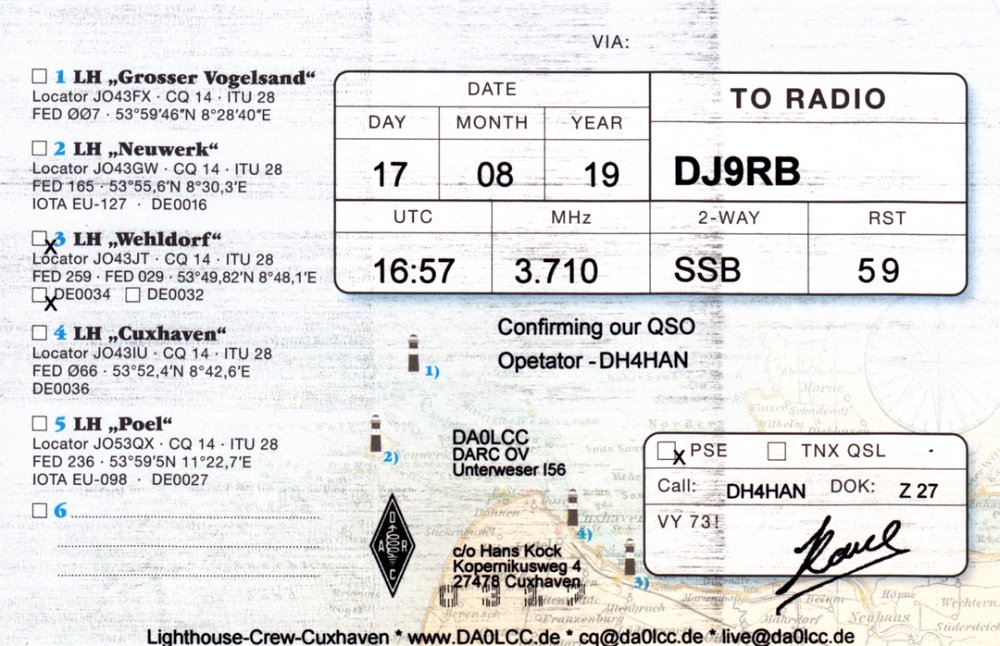 VIA:
1 LH „Grosser Vogelsand“
Locator JO43FX · CQ 14 · ITU 28
FED ØØ7 · 53°59'46"N 8°28'40"E
2 LH „Neuwerk“
Locator JO43GW · CQ 14 · ITU 28
FED 165 · 53°55,6'N 8°30,3'E
IOTA EU-127 · DE0016
X 3 LH „Wehldorf“
Locator JO43JT · CQ 14 · ITU 28
FED 259 · FED 029 · 53°49,82'N 8°48,1'E
X DE0034 DE0032
4 LH „Cuxhaven“
Locator JO43IU · CQ 14 · ITU 28
FED Ø66 · 53°52,4'N 8°42,6'E
DE0036
5 LH „Poel“
Locator JO53QX · CQ 14 · ITU 28
FED 236 · 53°59'5N 11°22,7'E
IOTA EU-098 · DE0027
6
DATE
DAY MONTH YEAR
17 08 19
TO RADIO
DJ9RB
UTC MHz 2-WAY RST
16:57 3.710 SSB 59
Confirming our QSO
Opetator -DH4HAN
1)
2)
4)
3)
DA0LCC
DARC OV
Unterweser I56
D A R C
c/o Hans Kock
Kopernikusweg 4
27478 Cuxhaven
X PSE TNX QSL
Call: DH4HAN DOK: Z 27
VY 73!
Marne
Norder
Altenbruch
Franzenburg
Neuhaus
Höpne
Lighthouse-Crew-Cuxhaven * www.DA0LCC.de * cq@da0lcc.de * live@da0lcc.de